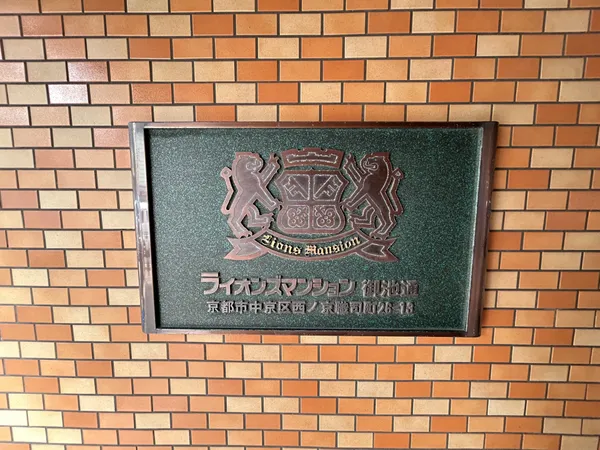 Lions Mansion
ライオンズマンション 御池通
京都市中京区西ノ京職司町26-13